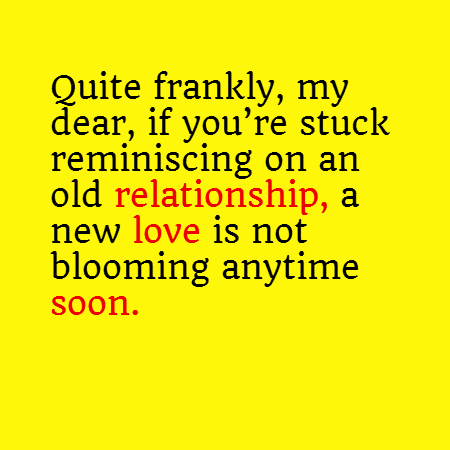 Quite frankly, my
dear, if you’re stuck
reminiscing on an
old relationship, a
new love is not
blooming anytime
soon.